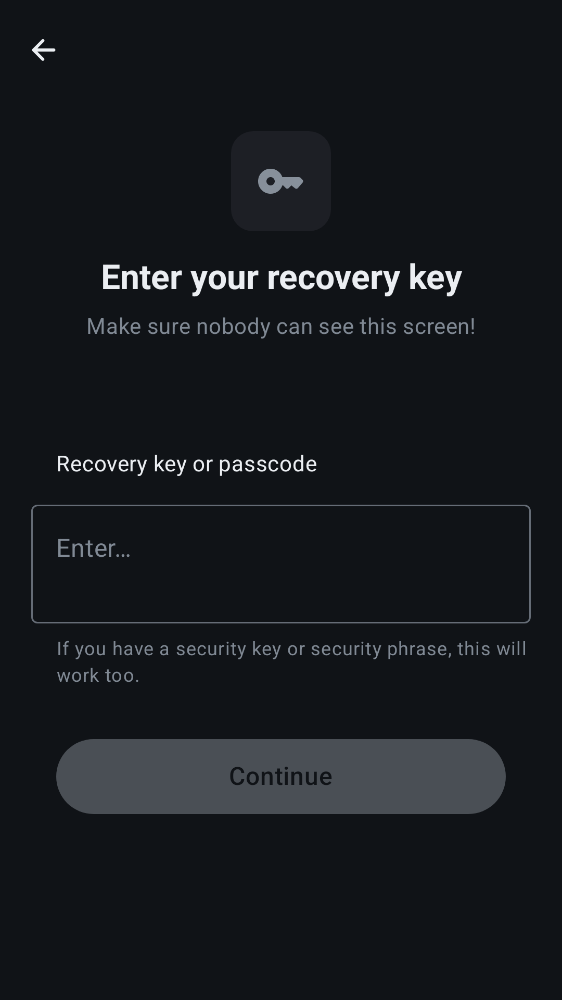 Enter your recovery key
Make sure nobody can see this screen!
Recovery key or passcode
Enter…
If you have a security key or security phrase, this will
work too.
Continue